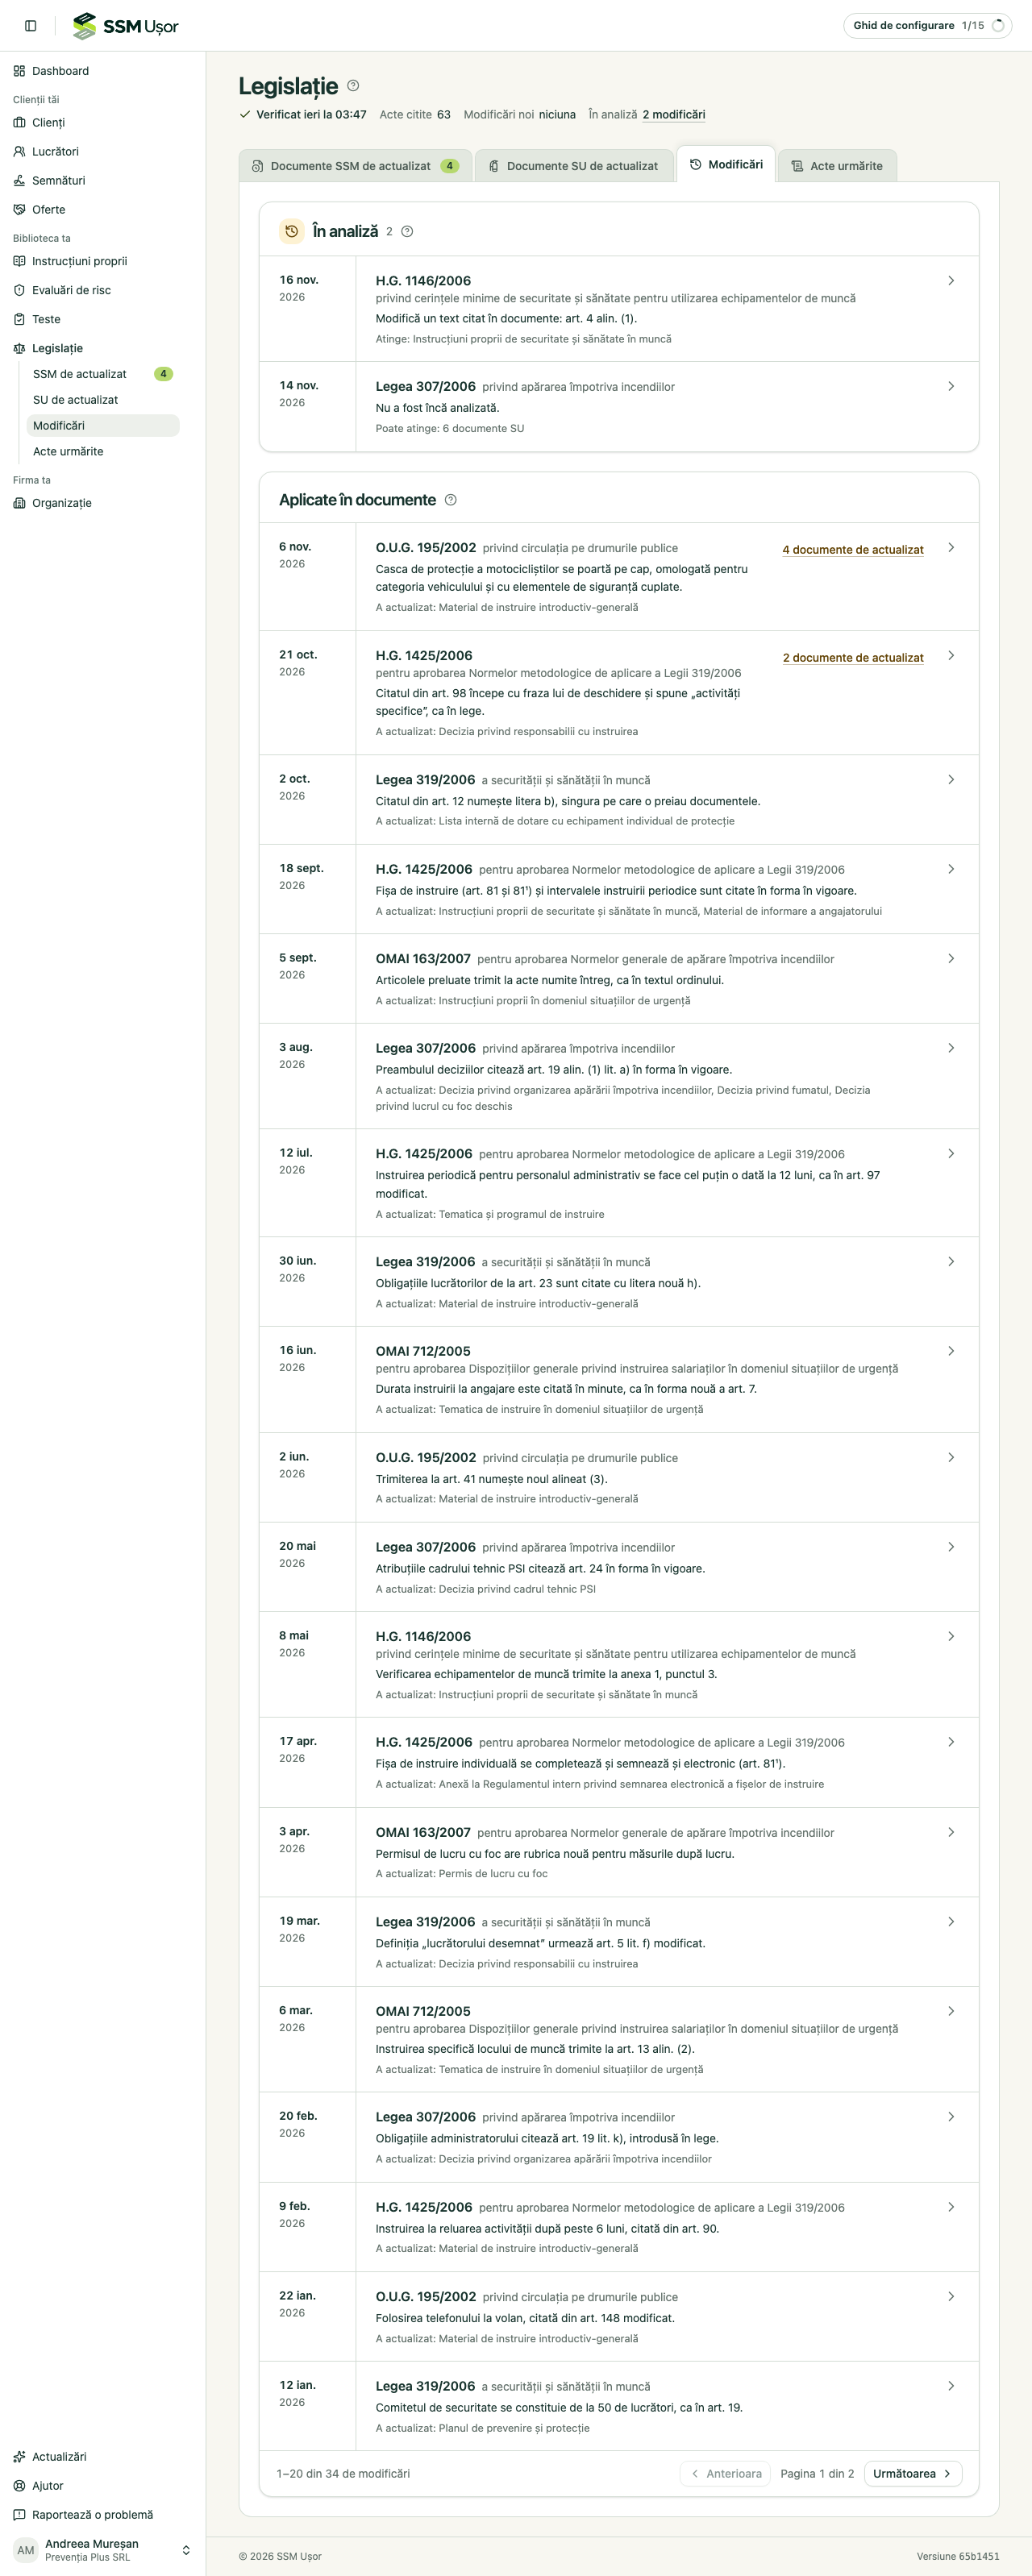 SSM Ușor
Ghid de configurare 1/15
Dashboard
Clienții tăi
Clienți
Lucrători
Semnături
Oferte
Biblioteca ta
Instrucțiuni proprii
Evaluări de risc
Teste
Legislație
SSM de actualizat 4
SU de actualizat
Modificări
Acte urmărite
Firma ta
Organizație
Legislație
Verificat ieri la 03:47 Acte citite 63 Modificări noi niciuna În analiză 2 modificări
Documente SSM de actualizat 4 Documente SU de actualizat Modificări Acte urmărite
În analiză 2
16 nov.
2026
H.G. 1146/2006
privind cerințele minime de securitate și sănătate pentru utilizarea echipamentelor de muncă
Modifică un text citat în documente: art. 4 alin. (1).
Atinge: Instrucțiuni proprii de securitate și sănătate în muncă
14 nov.
2026
Legea 307/2006 privind apărarea împotriva incendiilor
Nu a fost încă analizată.
Poate atinge: 6 documente SU
Aplicate în documente
6 nov.
2026
O.U.G. 195/2002 privind circulația pe drumurile publice
Casca de protecție a motocicliștilor se poartă pe cap, omologată pentru
categoria vehiculului și cu elementele de siguranță cuplate.
A actualizat: Material de instruire introductiv-generală
4 documente de actualizat
21 oct.
2026
H.G. 1425/2006
pentru aprobarea Normelor metodologice de aplicare a Legii 319/2006
Citatul din art. 98 începe cu fraza lui de deschidere și spune „activități
specifice”, ca în lege.
A actualizat: Decizia privind responsabilii cu instruirea
2 documente de actualizat
2 oct.
2026
Legea 319/2006 a securității și sănătății în muncă
Citatul din art. 12 numește litera b), singura pe care o preiau documentele.
A actualizat: Lista internă de dotare cu echipament individual de protecție
18 sept.
2026
H.G. 1425/2006 pentru aprobarea Normelor metodologice de aplicare a Legii 319/2006
Fișa de instruire (art. 81 și 81¹) și intervalele instruirii periodice sunt citate în forma în vigoare.
A actualizat: Instrucțiuni proprii de securitate și sănătate în muncă, Material de informare a angajatorului
5 sept.
2026
OMAI 163/2007 pentru aprobarea Normelor generale de apărare împotriva incendiilor
Articolele preluate trimit la acte numite întreg, ca în textul ordinului.
A actualizat: Instrucțiuni proprii în domeniul situațiilor de urgență
3 aug.
2026
Legea 307/2006 privind apărarea împotriva incendiilor
Preambulul deciziilor citează art. 19 alin. (1) lit. a) în forma în vigoare.
A actualizat: Decizia privind organizarea apărării împotriva incendiilor, Decizia privind fumatul, Decizia
privind lucrul cu foc deschis
12 iul.
2026
H.G. 1425/2006 pentru aprobarea Normelor metodologice de aplicare a Legii 319/2006
Instruirea periodică pentru personalul administrativ se face cel puțin o dată la 12 luni, ca în art. 97
modificat.
A actualizat: Tematica și programul de instruire
30 iun.
2026
Legea 319/2006 a securității și sănătății în muncă
Obligațiile lucrătorilor de la art. 23 sunt citate cu litera nouă h).
A actualizat: Material de instruire introductiv-generală
16 iun.
2026
OMAI 712/2005
pentru aprobarea Dispozițiilor generale privind instruirea salariaților în domeniul situațiilor de urgență
Durata instruirii la angajare este citată în minute, ca în forma nouă a art. 7.
A actualizat: Tematica de instruire în domeniul situațiilor de urgență
2 iun.
2026
O.U.G. 195/2002 privind circulația pe drumurile publice
Trimiterea la art. 41 numește noul alineat (3).
A actualizat: Material de instruire introductiv-generală
20 mai
2026
Legea 307/2006 privind apărarea împotriva incendiilor
Atribuțiile cadrului tehnic PSI citează art. 24 în forma în vigoare.
A actualizat: Decizia privind cadrul tehnic PSI
8 mai
2026
H.G. 1146/2006
privind cerințele minime de securitate și sănătate pentru utilizarea echipamentelor de muncă
Verificarea echipamentelor de muncă trimite la anexa 1, punctul 3.
A actualizat: Instrucțiuni proprii de securitate și sănătate în muncă
17 apr.
2026
H.G. 1425/2006 pentru aprobarea Normelor metodologice de aplicare a Legii 319/2006
Fișa de instruire individuală se completează și semnează și electronic (art. 81¹).
A actualizat: Anexă la Regulamentul intern privind semnarea electronică a fișelor de instruire
3 apr.
2026
OMAI 163/2007 pentru aprobarea Normelor generale de apărare împotriva incendiilor
Permisul de lucru cu foc are rubrica nouă pentru măsurile după lucru.
A actualizat: Permis de lucru cu foc
19 mar.
2026
Legea 319/2006 a securității și sănătății în muncă
Definiția „lucrătorului desemnat” urmează art. 5 lit. f) modificat.
A actualizat: Decizia privind responsabilii cu instruirea
6 mar.
2026
OMAI 712/2005
pentru aprobarea Dispozițiilor generale privind instruirea salariaților în domeniul situațiilor de urgență
Instruirea specifică locului de muncă trimite la art. 13 alin. (2).
A actualizat: Tematica de instruire în domeniul situațiilor de urgență
20 feb.
2026
Legea 307/2006 privind apărarea împotriva incendiilor
Obligațiile administratorului citează art. 19 lit. k), introdusă în lege.
A actualizat: Decizia privind organizarea apărării împotriva incendiilor
9 feb.
2026
H.G. 1425/2006 pentru aprobarea Normelor metodologice de aplicare a Legii 319/2006
Instruirea la reluarea activității după peste 6 luni, citată din art. 90.
A actualizat: Material de instruire introductiv-generală
22 ian.
2026
O.U.G. 195/2002 privind circulația pe drumurile publice
Folosirea telefonului la volan, citată din art. 148 modificat.
A actualizat: Material de instruire introductiv-generală
12 ian.
2026
Legea 319/2006 a securității și sănătății în muncă
Comitetul de securitate se constituie de la 50 de lucrători, ca în art. 19.
A actualizat: Planul de prevenire și protecție
1–20 din 34 de modificări
Anterioara Pagina 1 din 2 Următoarea
Actualizări
Ajutor
Raportează o problemă
AM
Andreea Mureșan
Prevenția Plus SRL
© 2026 SSM Ușor
Versiune 65b1451